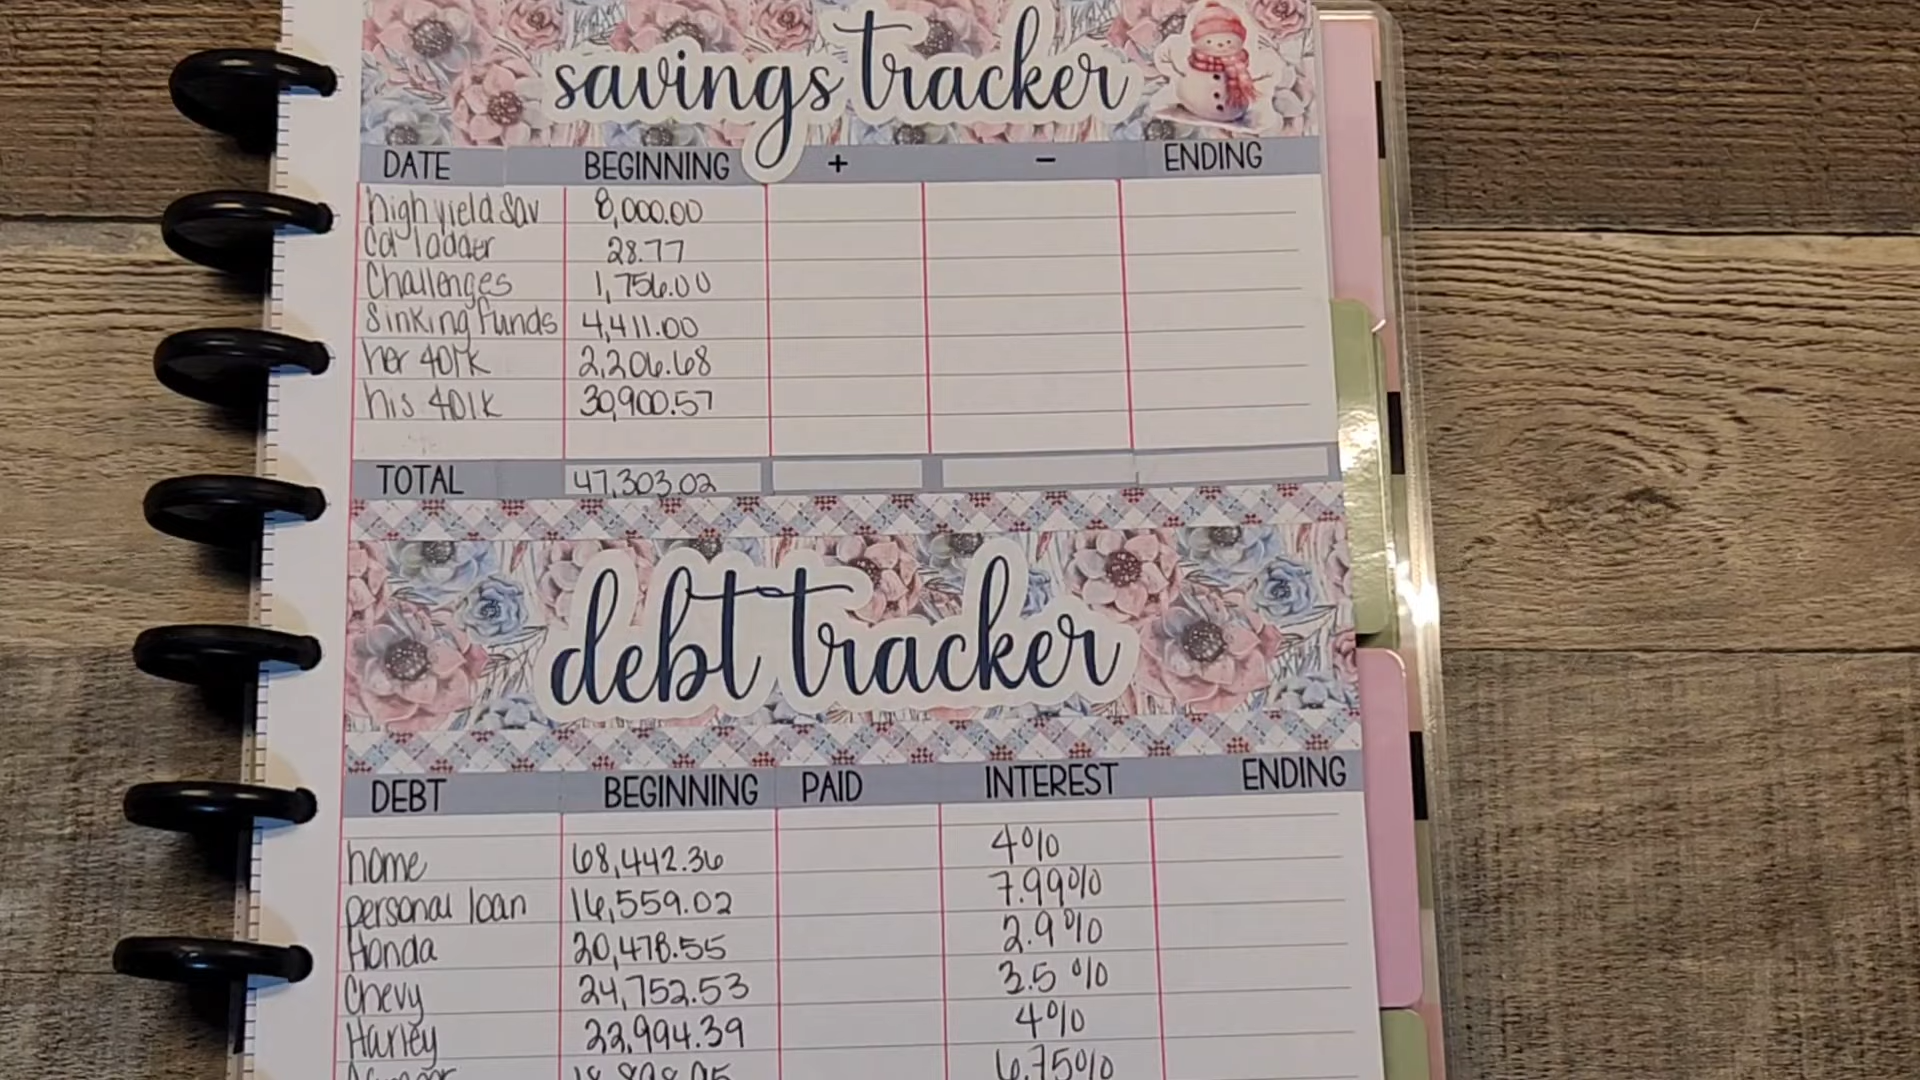 savings tracker
DATE BEGINNING + − ENDING
high yield sav 8,000.00
cd ladder 28.77
Challenges 1,756.00
Sinking funds 4,411.00
her 401k 2,206.68
his 401k 30,900.57
TOTAL 47,303.02
debt tracker
DEBT BEGINNING PAID INTEREST ENDING
home 68,442.36 4%
personal loan 16,559.02 7.99%
Honda 20,478.55 2.9%
Chevy 24,752.53 3.5%
Harley 22,994.39 4%
6.75%